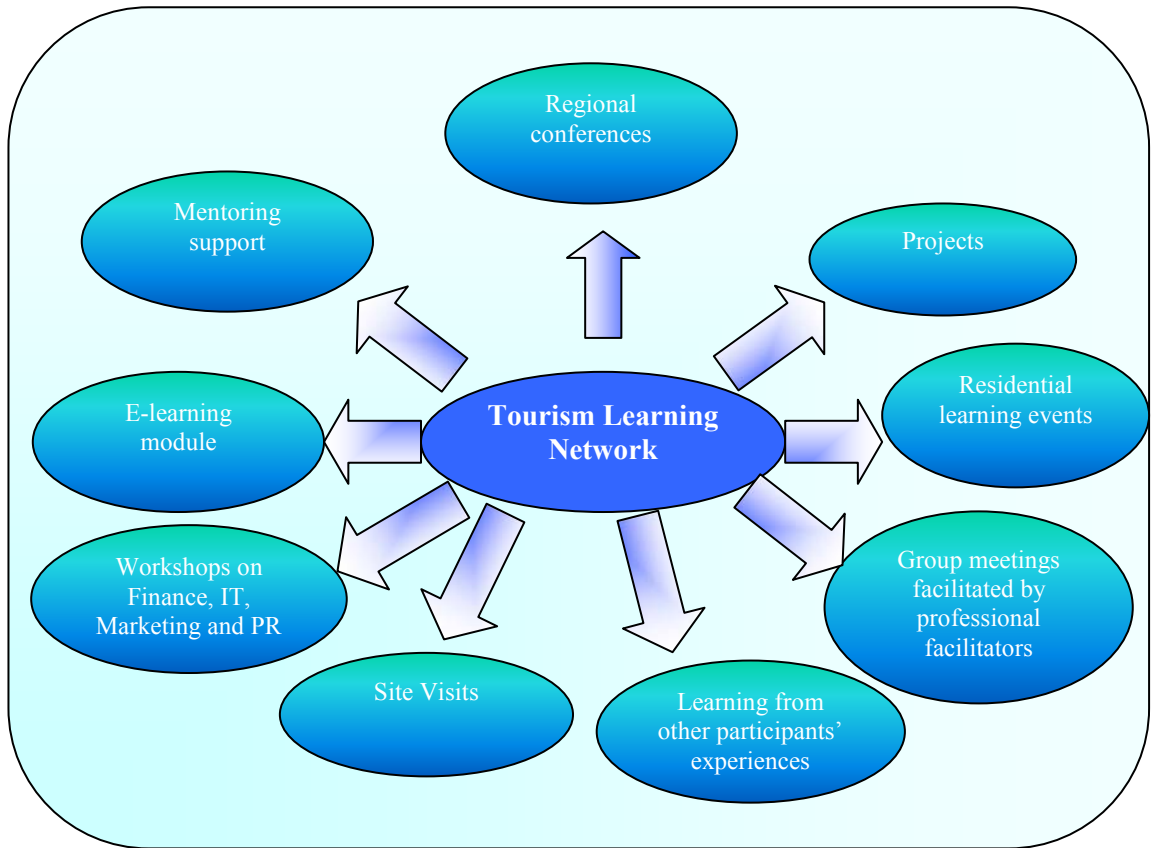 Regional
conferences
Mentoring
support
Projects
Tourism Learning
Network
Residential
learning events
E-learning
module
Workshops on
Finance, IT,
Marketing and PR
Group meetings
facilitated by
professional
facilitators
Site Visits
Learning from
other participants’
experiences